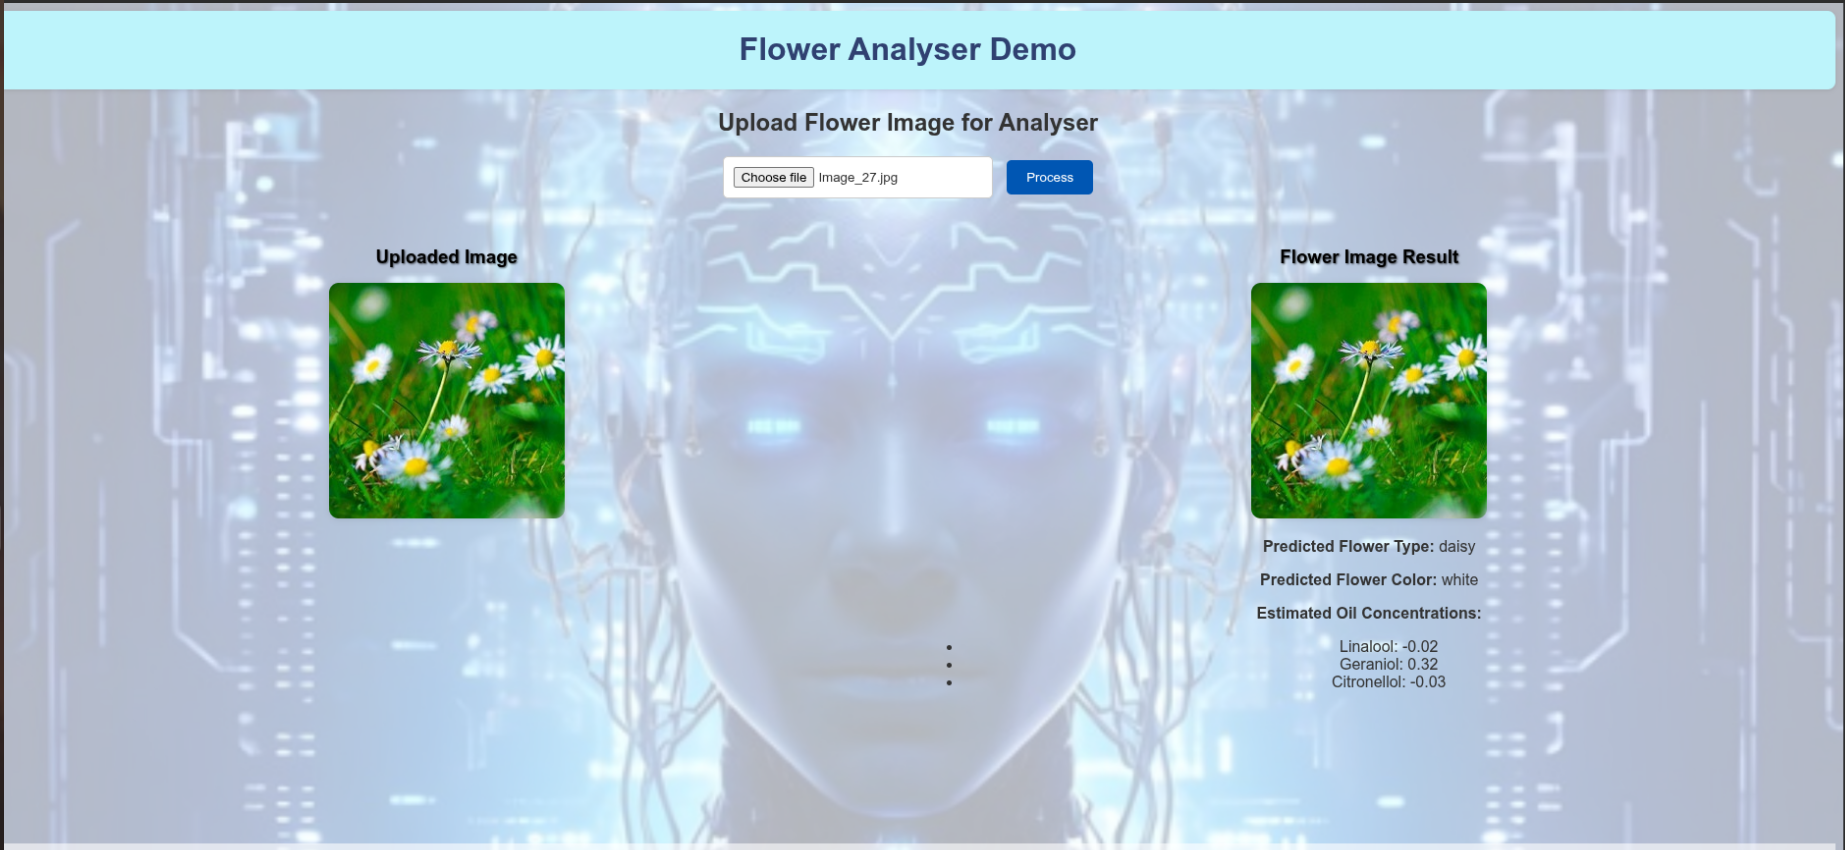 Flower Analyser Demo
Upload Flower Image for Analyser
Choose file Image_27.jpg
Process
Uploaded Image
Flower Image Result
Predicted Flower Type: daisy
Predicted Flower Color: white
Estimated Oil Concentrations:
Linalool: -0.02
Geraniol: 0.32
Citronellol: -0.03